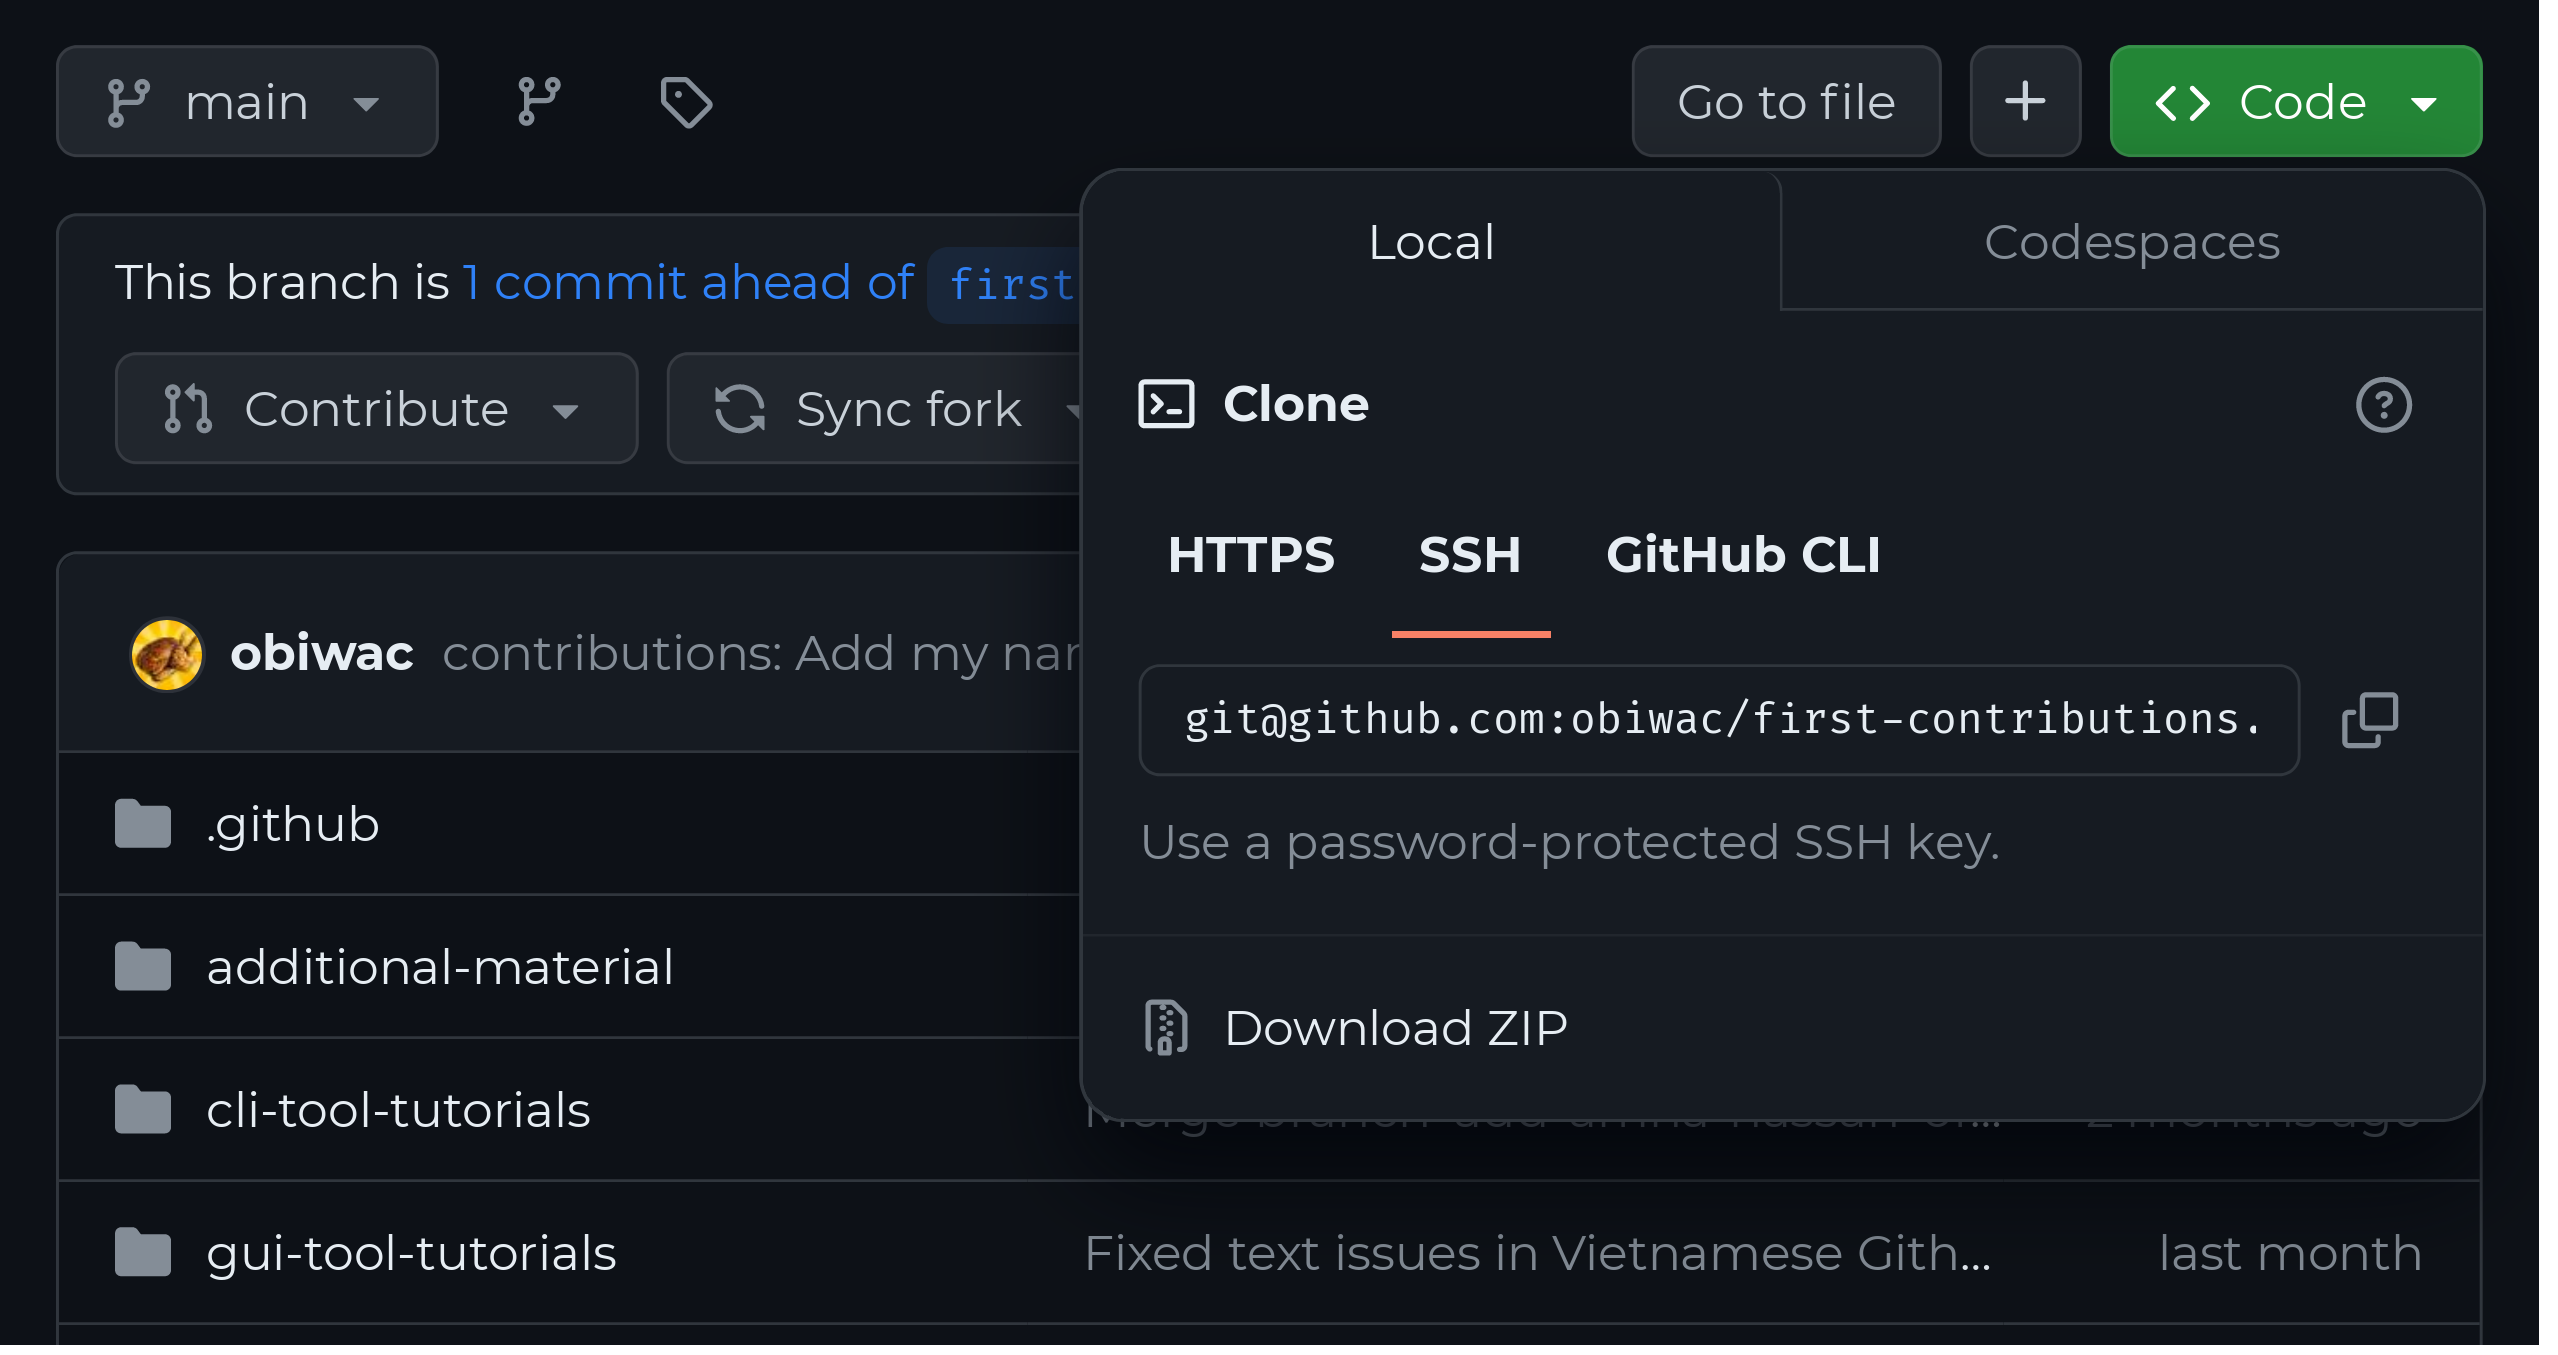 main
Go to file
Code
This branch is 1 commit ahead of first
Contribute
Sync fork
Local
Codespaces
Clone
HTTPS
SSH
GitHub CLI
git@github.com:obiwac/first-contributions.
Use a password-protected SSH key.
Download ZIP
obiwac contributions: Add my
.github
additional-material
cli-tool-tutorials
2 months ago
gui-tool-tutorials
Fixed text issues in Vietnamese Gith...
last month